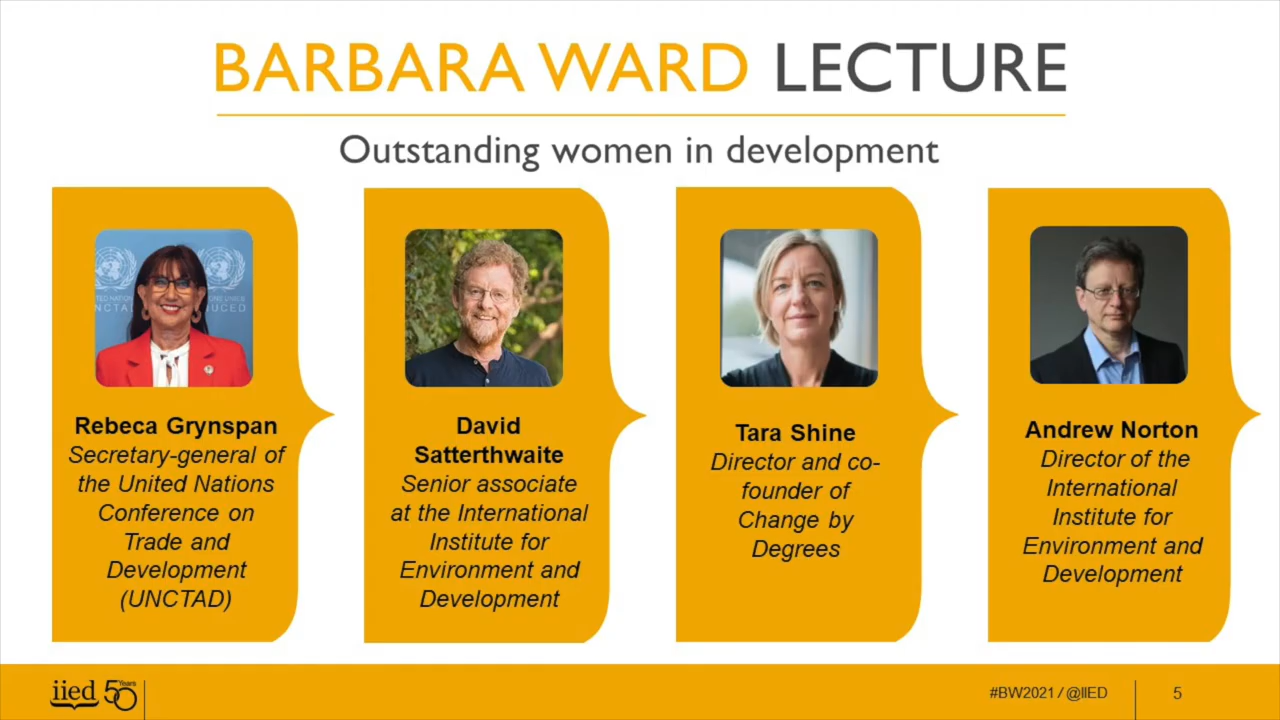 BARBARA WARD LECTURE
Outstanding women in development
Rebeca Grynspan
Secretary-general of
the United Nations
Conference on
Trade and
Development
(UNCTAD)
David
Satterthwaite
Senior associate
at the International
Institute for
Environment and
Development
Tara Shine
Director and co-
founder of
Change by
Degrees
Andrew Norton
Director of the
International
Institute for
Environment and
Development
iied 50 Years
#BW2021 / @IIED
5